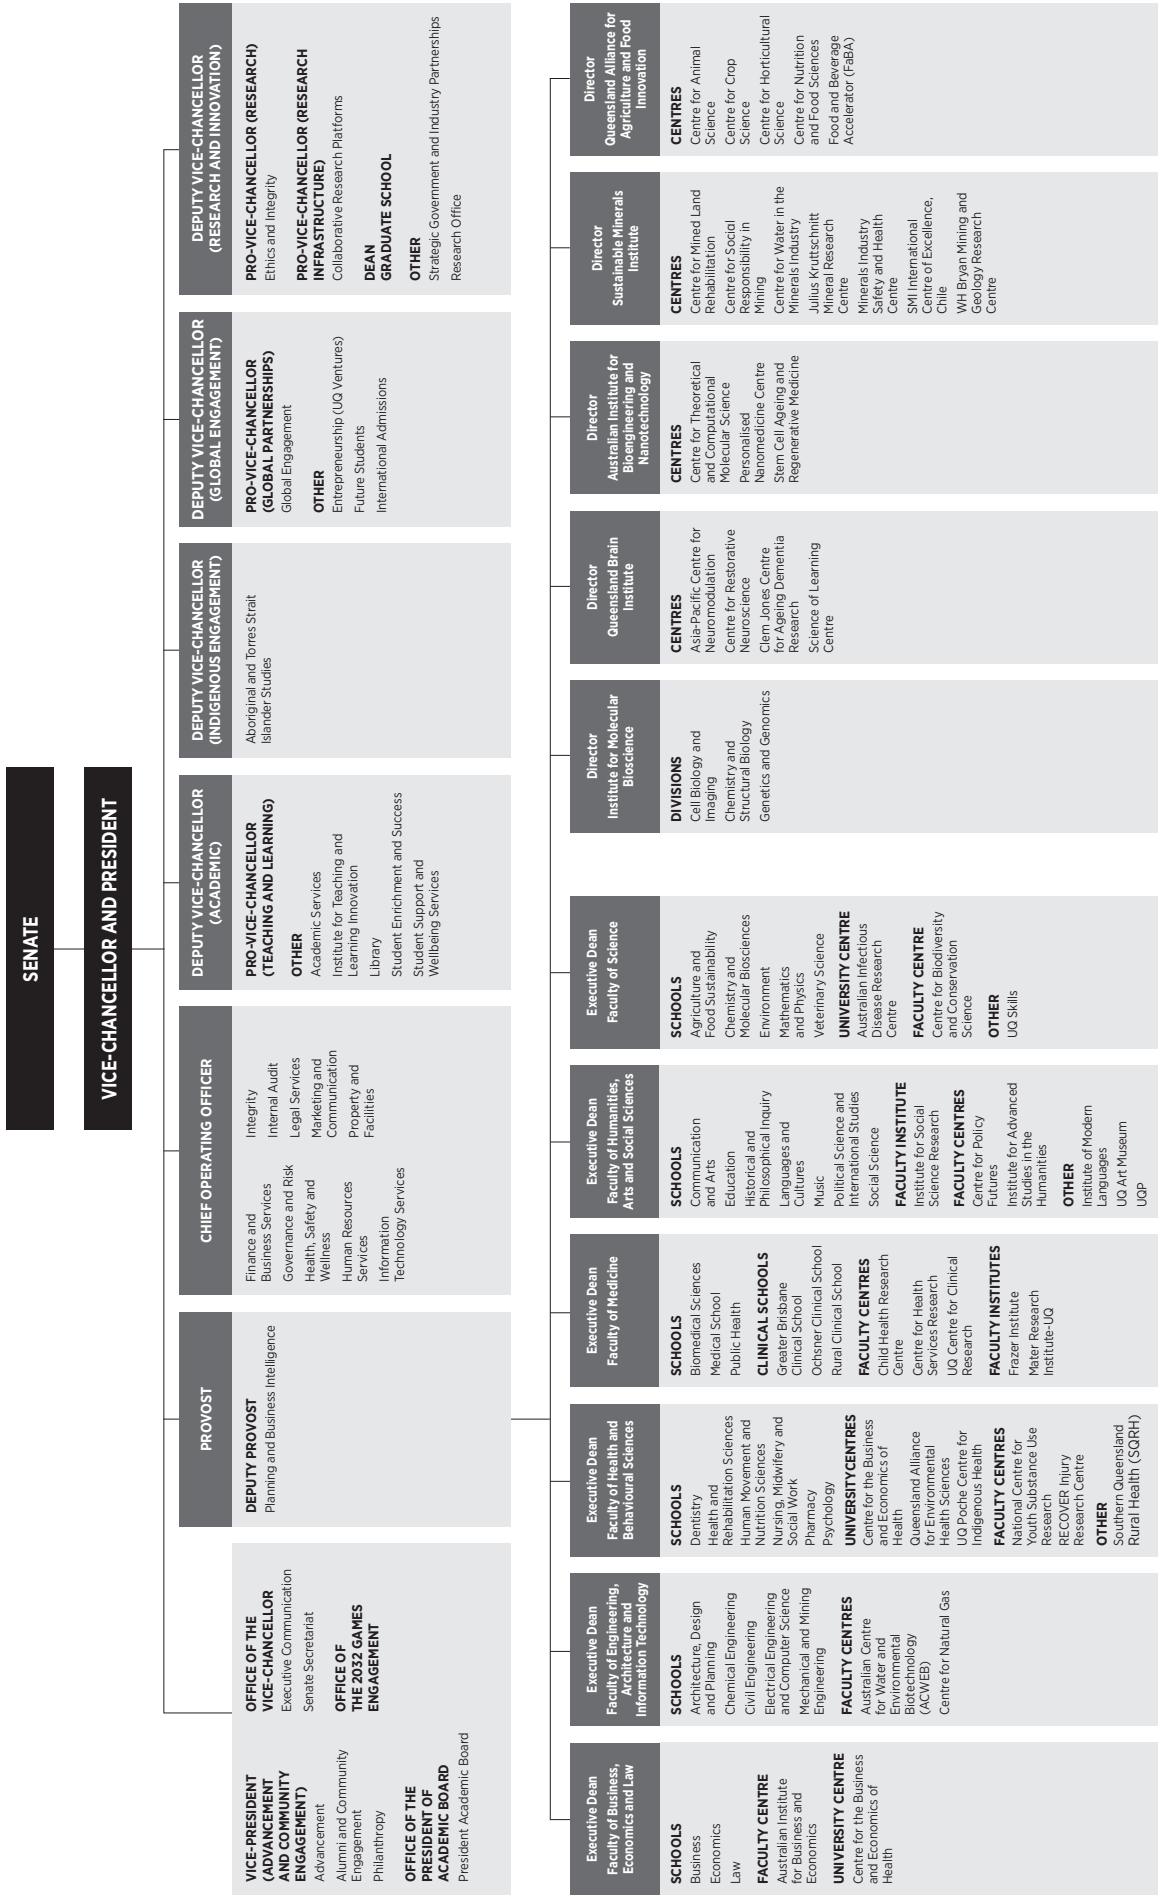 SENATE
VICE-CHANCELLOR AND PRESIDENT
VICE-PRESIDENT
(ADVANCEMENT
AND COMMUNITY
ENGAGEMENT)
Advancement
Alumni and Community
Engagement
Philanthropy
OFFICE OF THE
PRESIDENT OF
ACADEMIC BOARD
President Academic Board
OFFICE OF THE
VICE-CHANCELLOR
Executive Communication
Senate Secretariat
OFFICE OF
THE 2032 GAMES
ENGAGEMENT
PROVOST
DEPUTY PROVOST
Planning and Business Intelligence
CHIEF OPERATING OFFICER
Finance and
Business Services
Governance and Risk
Health, Safety and
Wellness
Human Resources
Services
Information
Technology Services
Integrity
Internal Audit
Legal Services
Marketing and
Communication
Property and
Facilities
DEPUTY VICE-CHANCELLOR
(ACADEMIC)
PRO-VICE-CHANCELLOR
(TEACHING AND LEARNING)
OTHER
Academic Services
Institute for Teaching and
Learning Innovation
Library
Student Enrichment and Success
Student Support and
Wellbeing Services
DEPUTY VICE-CHANCELLOR
(INDIGENOUS ENGAGEMENT)
Aboriginal and Torres Strait
Islander Studies
DEPUTY VICE-CHANCELLOR
(GLOBAL ENGAGEMENT)
PRO-VICE-CHANCELLOR
(GLOBAL PARTNERSHIPS)
Global Engagement
OTHER
Entrepreneurship (UQ Ventures)
Future Students
International Admissions
DEPUTY VICE-CHANCELLOR
(RESEARCH AND INNOVATION)
PRO-VICE-CHANCELLOR (RESEARCH)
Ethics and Integrity
PRO-VICE-CHANCELLOR (RESEARCH
INFRASTRUCTURE)
Collaborative Research Platforms
DEAN
GRADUATE SCHOOL
OTHER
Strategic Government and Industry Partnerships
Research Office
Executive Dean
Faculty of Business,
Economics and Law
SCHOOLS
Business
Economics
Law
FACULTY CENTRE
Australian Institute
for Business and
Economics
UNIVERSITY CENTRE
Centre for the Business
and Economics of
Health
Executive Dean
Faculty of Engineering,
Architecture and
Information Technology
SCHOOLS
Architecture, Design
and Planning
Chemical Engineering
Civil Engineering
Electrical Engineering
and Computer Science
Mechanical and Mining
Engineering
FACULTY CENTRES
Australian Centre
for Water and
Environmental
Biotechnology
(ACWEB)
Centre for Natural Gas
Executive Dean
Faculty of Health and
Behavioural Sciences
SCHOOLS
Dentistry
Health and
Rehabilitation Sciences
Human Movement and
Nutrition Sciences
Nursing, Midwifery and
Social Work
Pharmacy
Psychology
UNIVERSITYCENTRES
Centre for the Business
and Economics of
Health
Queensland Alliance
for Environmental
Health Sciences
UQ Poche Centre for
Indigenous Health
FACULTY CENTRES
National Centre for
Youth Substance Use
Research
RECOVER Injury
Research Centre
OTHER
Southern Queensland
Rural Health (SQRH)
Executive Dean
Faculty of Medicine
SCHOOLS
Biomedical Sciences
Medical School
Public Health
CLINICAL SCHOOLS
Greater Brisbane
Clinical School
Ochsner Clinical School
Rural Clinical School
FACULTY CENTRES
Child Health Research
Centre
Centre for Health
Services Research
UQ Centre for Clinical
Research
FACULTY INSTITUTES
Frazer Institute
Mater Research
Institute-UQ
Executive Dean
Faculty of Humanities,
Arts and Social Sciences
SCHOOLS
Communication
and Arts
Education
Historical and
Philosophical Inquiry
Languages and
Cultures
Music
Political Science and
International Studies
Social Science
FACULTY INSTITUTE
Institute for Social
Science Research
FACULTY CENTRES
Centre for Policy
Futures
Institute for Advanced
Studies in the
Humanities
OTHER
Institute of Modern
Languages
UQ Art Museum
UQP
Executive Dean
Faculty of Science
SCHOOLS
Agriculture and
Food Sustainability
Chemistry and
Molecular Biosciences
Environment
Mathematics
and Physics
Veterinary Science
UNIVERSITY CENTRE
Australian Infectious
Disease Research
Centre
FACULTY CENTRE
Centre for Biodiversity
and Conservation
Science
OTHER
UQ Skills
Director
Institute for Molecular
Bioscience
DIVISIONS
Cell Biology and
Imaging
Chemistry and
Structural Biology
Genetics and Genomics
Director
Queensland Brain
Institute
CENTRES
Asia-Pacific Centre for
Neuromodulation
Centre for Restorative
Neuroscience
Clem Jones Centre
for Ageing Dementia
Research
Science of Learning
Centre
Director
Australian Institute for
Bioengineering and
Nanotechnology
CENTRES
Centre for Theoretical
and Computational
Molecular Science
Personalised
Nanomedicine Centre
Stem Cell Ageing and
Regenerative Medicine
Director
Sustainable Minerals
Institute
CENTRES
Centre for Mined Land
Rehabilitation
Centre for Social
Responsibility in
Mining
Centre for Water in the
Minerals Industry
Julius Kruttschnitt
Mineral Research
Centre
Minerals Industry
Safety and Health
Centre
SMI International
Centre of Excellence,
Chile
WH Bryan Mining and
Geology Research
Centre
Director
Queensland Alliance for
Agriculture and Food
Innovation
CENTRES
Centre for Animal
Science
Centre for Crop
Science
Centre for Horticultural
Science
Centre for Nutrition
and Food Sciences
Food and Beverage
Accelerator (FaBA)